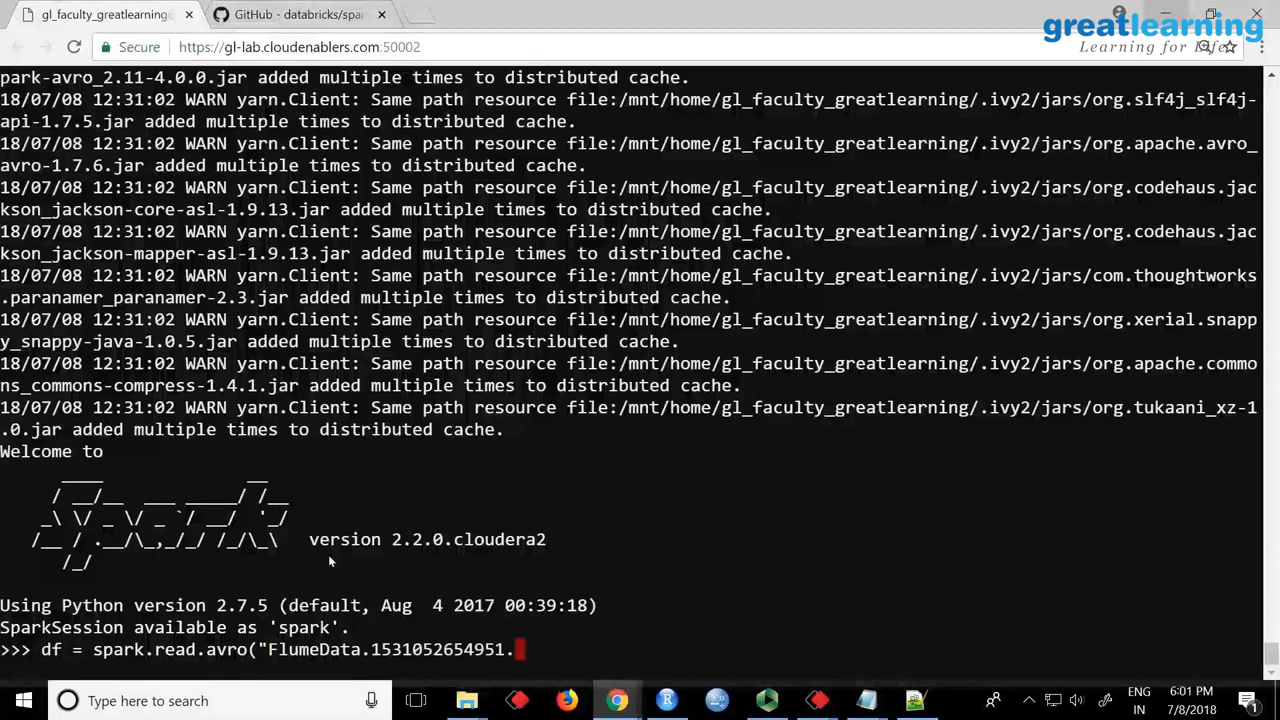 gl_faculty_greatlearning@
GitHub - databricks/spar
greatlearning
Learning for Life
Secure
https://gl-lab.cloudenablers.com:50002
park-avro_2.11-4.0.0.jar added multiple times to distributed cache.
18/07/08 12:31:02 WARN yarn.Client: Same path resource file:/mnt/home/gl_faculty_greatlearning/.ivy2/jars/org.slf4j_slf4j-
api-1.7.5.jar added multiple times to distributed cache.
18/07/08 12:31:02 WARN yarn.Client: Same path resource file:/mnt/home/gl_faculty_greatlearning/.ivy2/jars/org.apache.avro_
avro-1.7.6.jar added multiple times to distributed cache.
18/07/08 12:31:02 WARN yarn.Client: Same path resource file:/mnt/home/gl_faculty_greatlearning/.ivy2/jars/org.codehaus.jac
kson_jackson-core-asl-1.9.13.jar added multiple times to distributed cache.
18/07/08 12:31:02 WARN yarn.Client: Same path resource file:/mnt/home/gl_faculty_greatlearning/.ivy2/jars/org.codehaus.jac
kson_jackson-mapper-asl-1.9.13.jar added multiple times to distributed cache.
18/07/08 12:31:02 WARN yarn.Client: Same path resource file:/mnt/home/gl_faculty_greatlearning/.ivy2/jars/com.thoughtworks
.paranamer_paranamer-2.3.jar added multiple times to distributed cache.
18/07/08 12:31:02 WARN yarn.Client: Same path resource file:/mnt/home/gl_faculty_greatlearning/.ivy2/jars/org.xerial.snapp
y_snappy-java-1.0.5.jar added multiple times to distributed cache.
18/07/08 12:31:02 WARN yarn.Client: Same path resource file:/mnt/home/gl_faculty_greatlearning/.ivy2/jars/org.apache.commo
ns_commons-compress-1.4.1.jar added multiple times to distributed cache.
18/07/08 12:31:02 WARN yarn.Client: Same path resource file:/mnt/home/gl_faculty_greatlearning/.ivy2/jars/org.tukaani_xz-1
.0.jar added multiple times to distributed cache.
Welcome to
Spark version 2.2.0.cloudera2
Using Python version 2.7.5 (default, Aug  4 2017 00:39:18)
SparkSession available as 'spark'.
>>> df = spark.read.avro("FlumeData.1531052654951.
Type here to search
ENG
IN
6:01 PM
7/8/2018
1